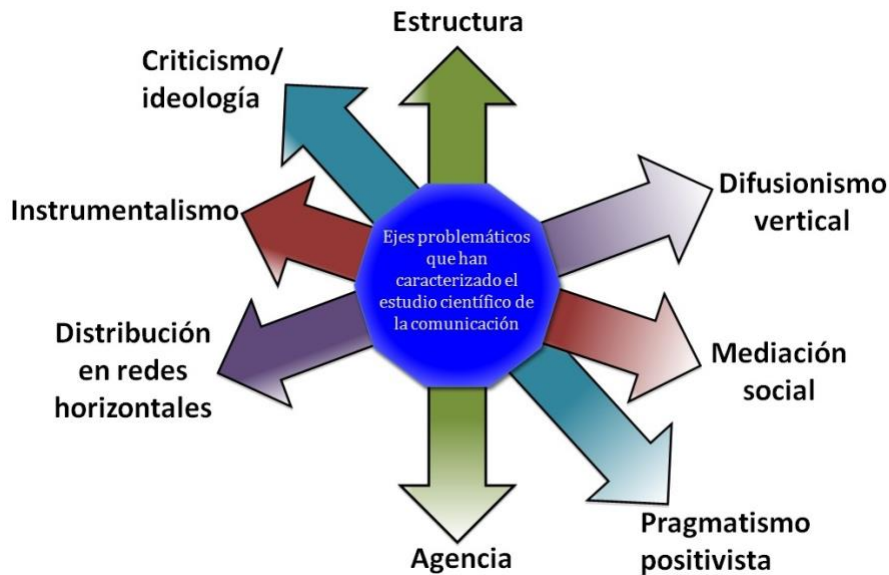 Estructura
Criticismo/
ideología
Instrumentalismo
Difusionismo
vertical
Ejes problemáticos
que han
caracterizado el
estudio científico de
la comunicación
Distribución
en redes
horizontales
Mediación
social
Agencia
Pragmatismo
positivista